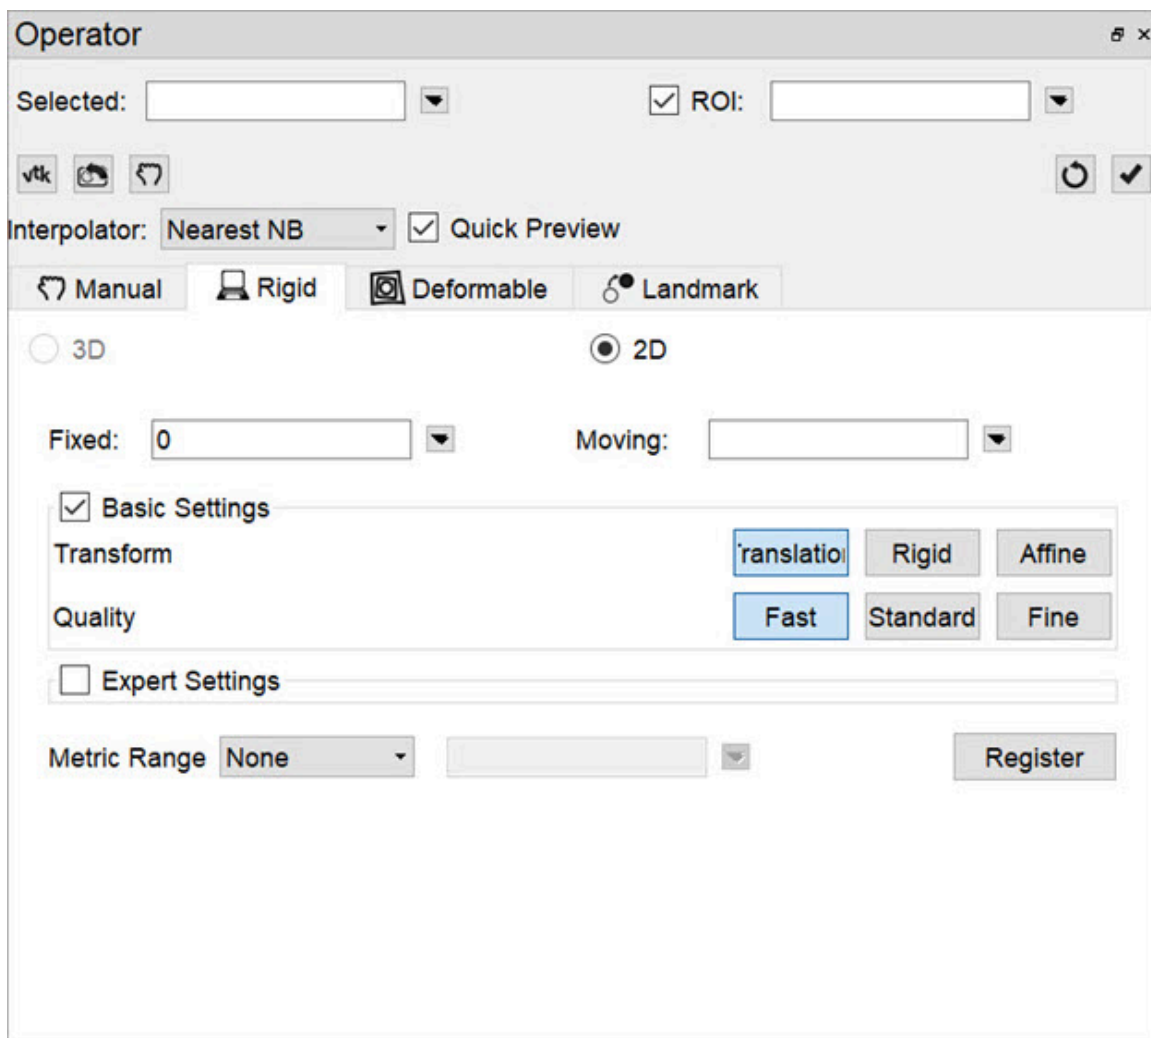 Operator
Selected: ROI:
vtk
Interpolator: Nearest NB Quick Preview
Manual Rigid Deformable Landmark
3D 2D
Fixed: 0 Moving:
Basic Settings
Transform Translation Rigid Affine
Quality Fast Standard Fine
Expert Settings
Metric Range None Register